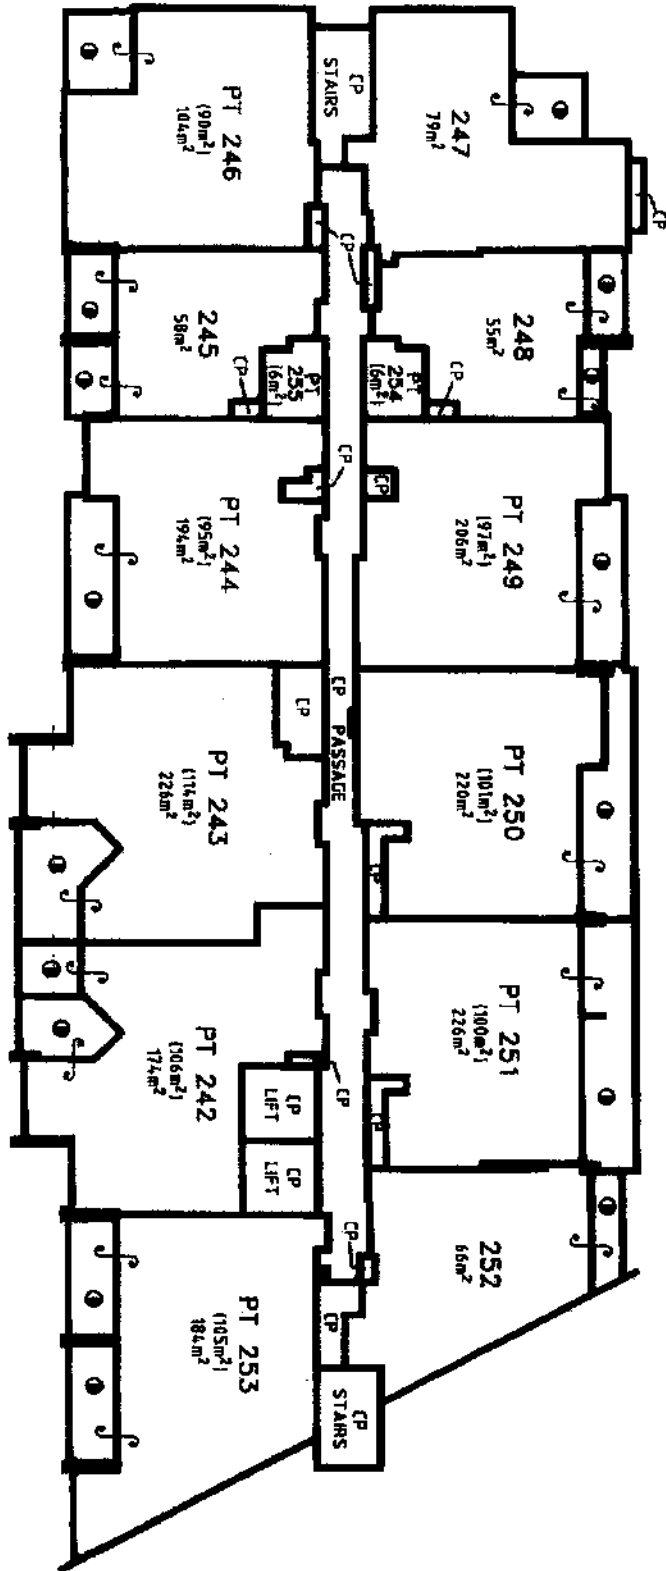 CP
STAIRS
PT 246
(90m²)
104m²
247
79m²
CP
CP
245
58m²
248
55m²
CP
PT
255
(6m²)
PT
254
(6m²)
CP
CP
CP
PT 244
(95m²)
194m²
PT 249
(97m²)
206m²
CP
CP PASSAGE
PT 243
(114m²)
226m²
PT 250
(101m²)
220m²
CP
PT 242
(106m²)
174m²
PT 251
(100m²)
226m²
CP
CP
LIFT
CP
LIFT
CP
CP
252
66m²
PT 253
(105m²)
184m²
CP
CP
STAIRS